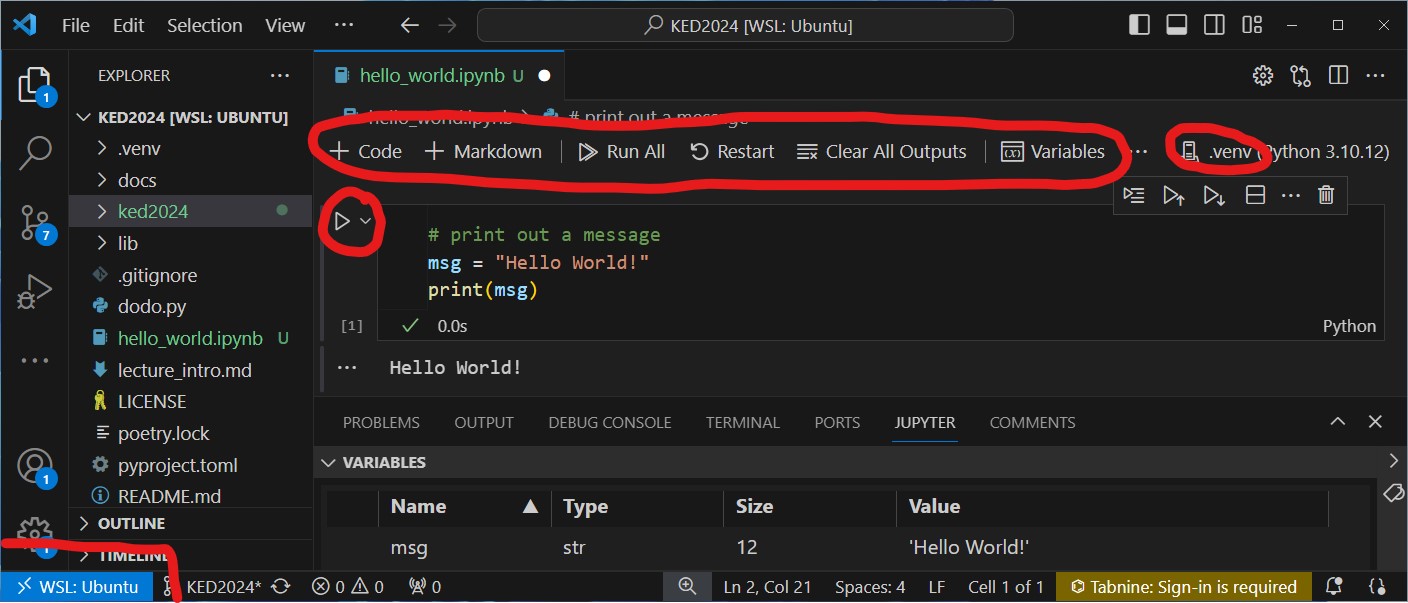 File Edit Selection View ··· KED2024 [WSL: Ubuntu]
EXPLORER ···
KED2024 [WSL: UBUNTU]
.venv
docs
ked2024
lib
.gitignore
dodo.py
hello_world.ipynb U
lecture_intro.md
LICENSE
poetry.lock
pyproject.toml
README.md
OUTLINE
TIMELINE
1
7
1
1
hello_world.ipynb U
hello_world.ipynb > # print out a message
+ Code + Markdown Run All Restart Clear All Outputs (x) Variables ··· .venv (Python 3.10.12)
# print out a message
msg = "Hello World!"
print(msg)
[1] 0.0s Python
··· Hello World!
PROBLEMS OUTPUT DEBUG CONSOLE TERMINAL PORTS JUPYTER COMMENTS
VARIABLES
Name Type Size Value
msg str 12 'Hello World!'
WSL: Ubuntu KED2024* 0 0 0 Ln 2, Col 21 Spaces: 4 LF Cell 1 of 1 Tabnine: Sign-in is required